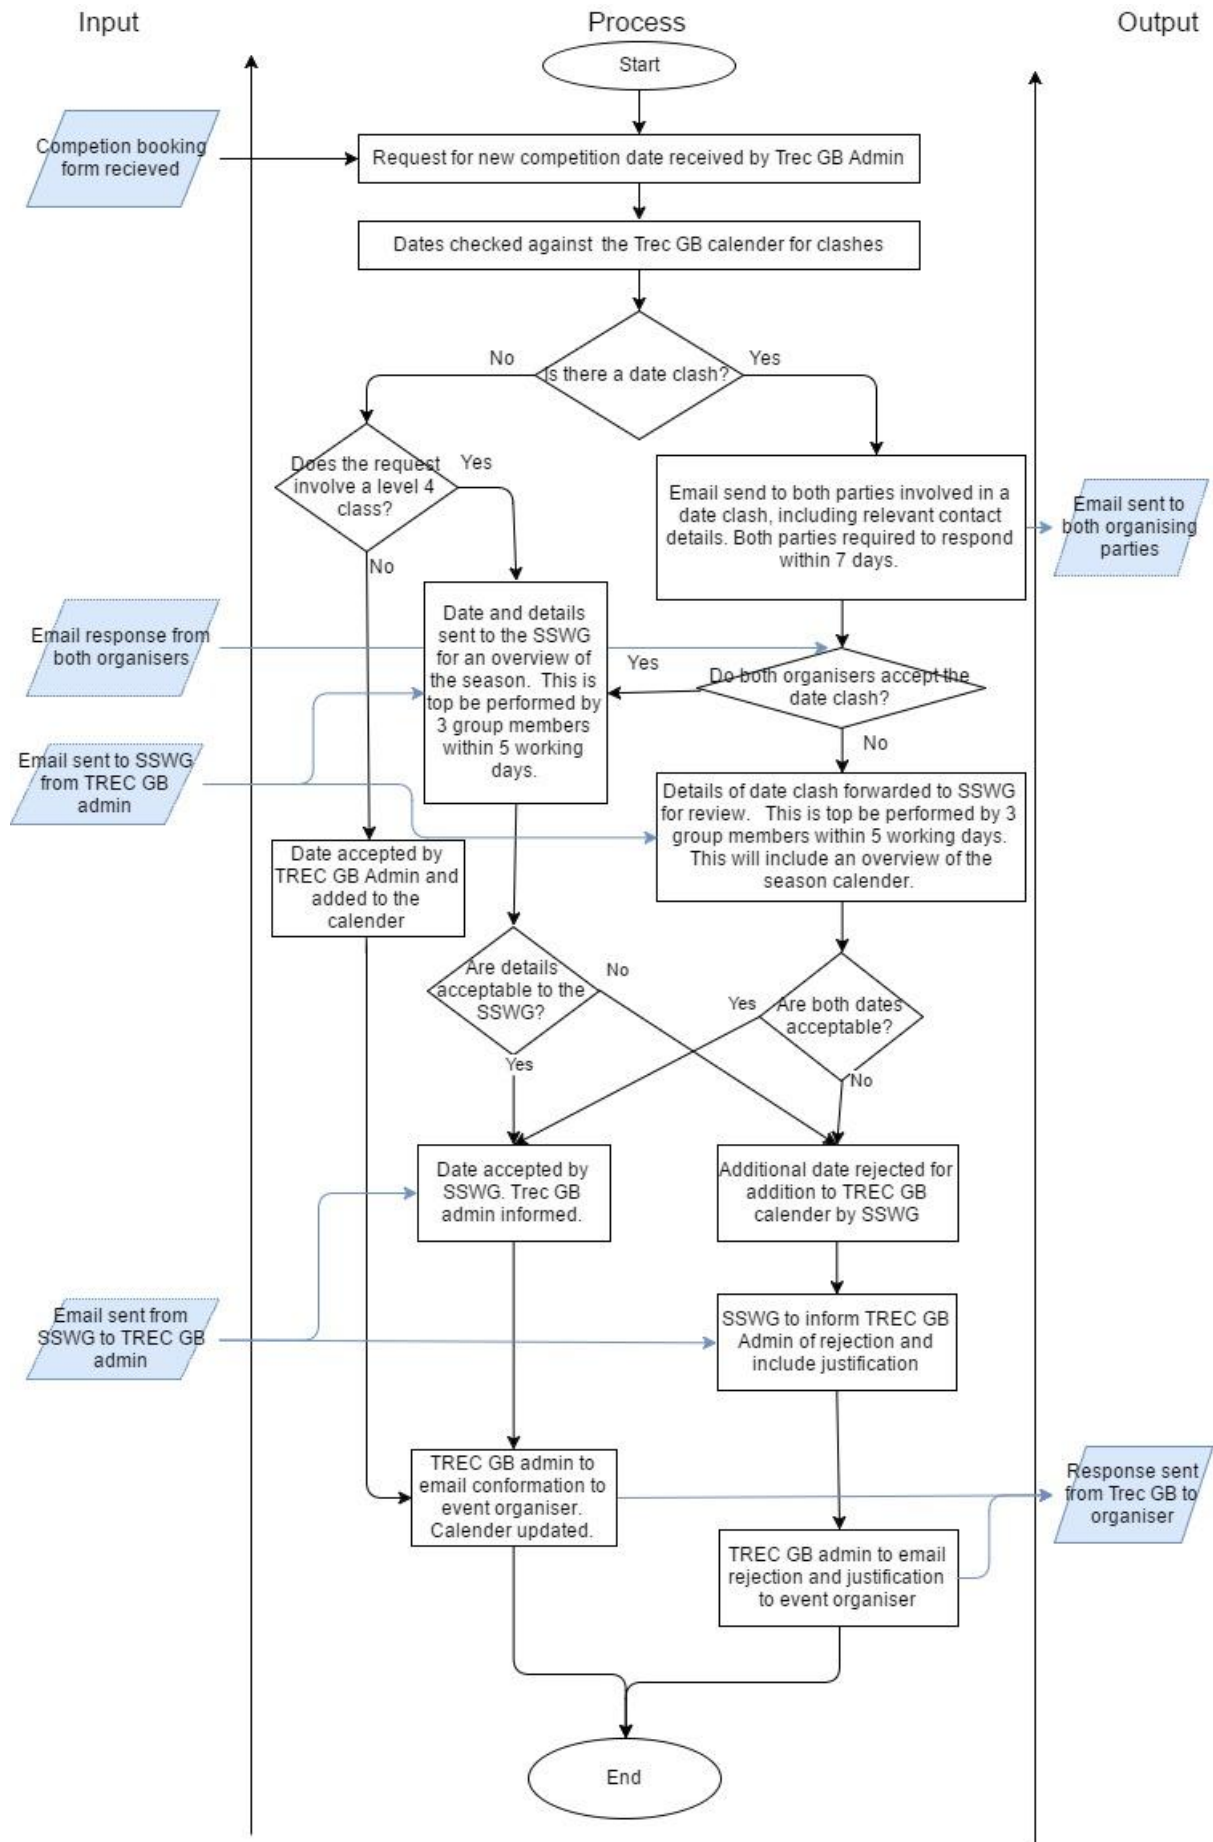 Input
Process
Output
Start
Competion booking
form recieved
Request for new competition date received by Trec GB Admin
Dates checked against the Trec GB calender for clashes
No
Yes
Is there a date clash?
Does the request
involve a level 4
class?
Yes
No
Email send to both parties involved in a
date clash, including relevant contact
details. Both parties required to respond
within 7 days.
Email sent to
both organising
parties
Email response from
both organisers
Date and details
sent to the SSWG
for an overview of
the season. This is
top be performed by
3 group members
within 5 working
days.
Yes
Do both organisers accept the
date clash?
No
Email sent to SSWG
from TREC GB
admin
Details of date clash forwarded to SSWG
for review. This is top be performed by 3
group members within 5 working days.
This will include an overview of the
season calender.
Date accepted by
TREC GB Admin and
added to the
calender
Are details
acceptable to the
SSWG?
No
Yes
Yes
Are both dates
acceptable?
No
Date accepted by
SSWG. Trec GB
admin informed.
Additional date rejected for
addition to TREC GB
calender by SSWG
Email sent from
SSWG to TREC GB
admin
SSWG to inform TREC GB
Admin of rejection and
include justification
TREC GB admin to
email conformation to
event organiser.
Calender updated.
Response sent
from Trec GB to
organiser
TREC GB admin to email
rejection and justification
to event organiser
End